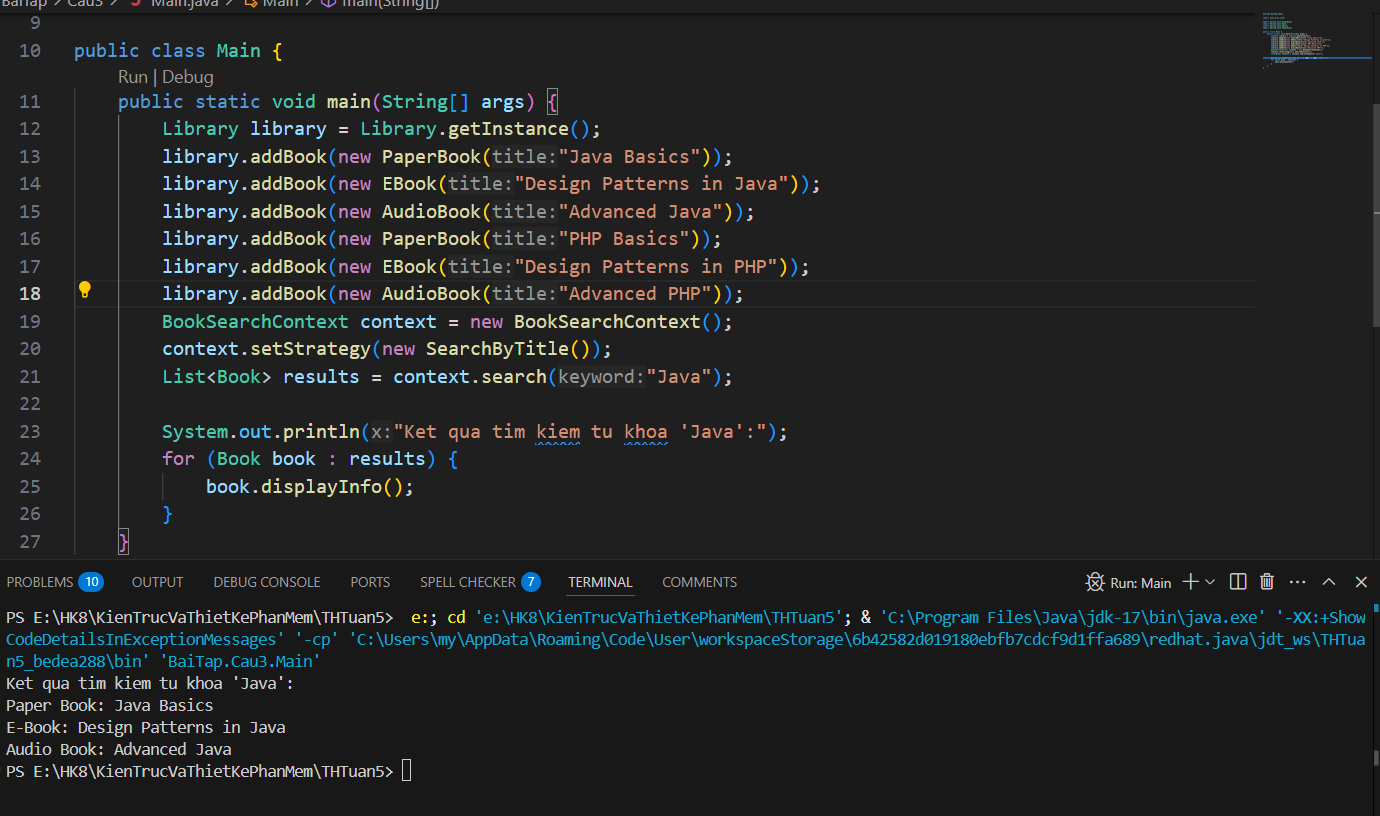 BaiTap > Cau3 > Main.java > Main > main(String[])
9
10 public class Main {
Run | Debug
11 public static void main(String[] args) {
12 Library library = Library.getInstance();
13 library.addBook(new PaperBook(title:"Java Basics"));
14 library.addBook(new EBook(title:"Design Patterns in Java"));
15 library.addBook(new AudioBook(title:"Advanced Java"));
16 library.addBook(new PaperBook(title:"PHP Basics"));
17 library.addBook(new EBook(title:"Design Patterns in PHP"));
18 library.addBook(new AudioBook(title:"Advanced PHP"));
19 BookSearchContext context = new BookSearchContext();
20 context.setStrategy(new SearchByTitle());
21 List<Book> results = context.search(keyword:"Java");
22
23 System.out.println(x:"Ket qua tim kiem tu khoa 'Java':");
24 for (Book book : results) {
25 book.displayInfo();
26 }
27 }
PROBLEMS 10 OUTPUT DEBUG CONSOLE PORTS SPELL CHECKER 7 TERMINAL COMMENTS Run: Main
PS E:\HK8\KienTrucVaThietKePhanMem\THTuan5> e:; cd 'e:\HK8\KienTrucVaThietKePhanMem\THTuan5'; & 'C:\Program Files\Java\jdk-17\bin\java.exe' '-XX:+Show
CodeDetailsInExceptionMessages' '-cp' 'C:\Users\my\AppData\Roaming\Code\User\workspaceStorage\6b42582d019180ebfb7cdcf9d1ffa689\redhat.java\jdt_ws\THTua
n5_bedea288\bin' 'BaiTap.Cau3.Main'
Ket qua tim kiem tu khoa 'Java':
Paper Book: Java Basics
E-Book: Design Patterns in Java
Audio Book: Advanced Java
PS E:\HK8\KienTrucVaThietKePhanMem\THTuan5>